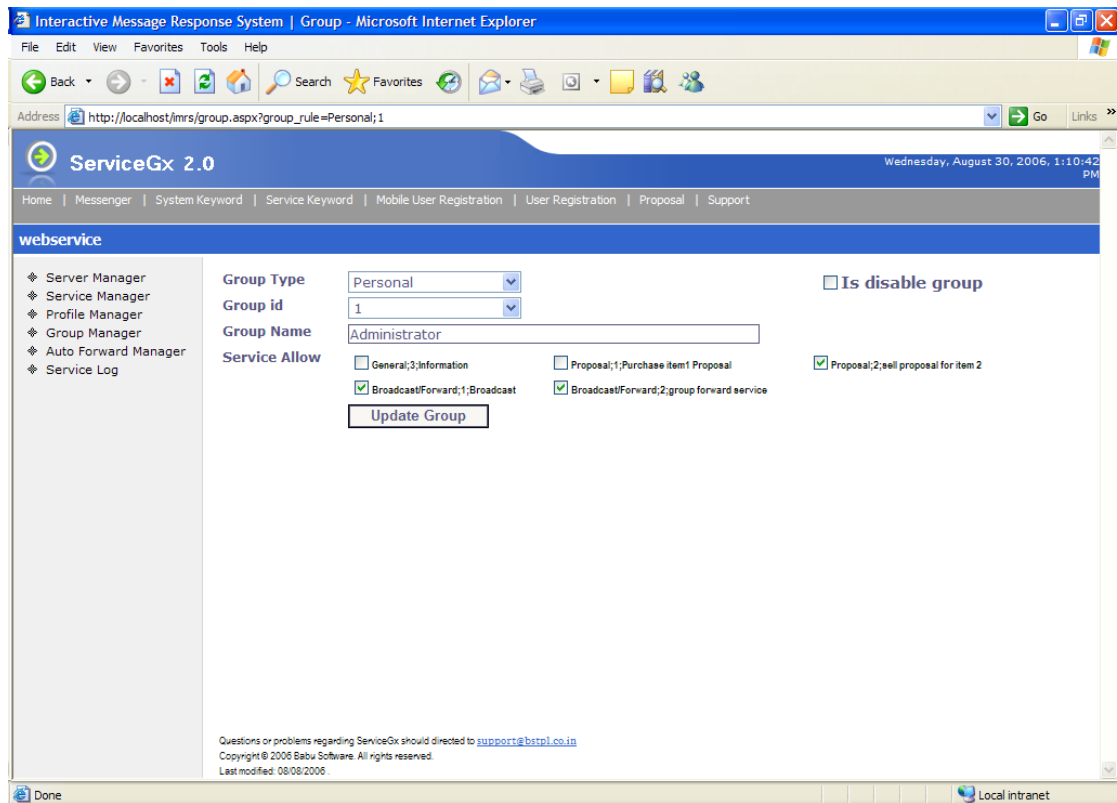 Interactive Message Response System | Group - Microsoft Internet Explorer
File Edit View Favorites Tools Help
Back Search Favorites
Address http://localhost/imrs/group.aspx?group_rule=Personal;1 Go Links »
ServiceGx 2.0
Wednesday, August 30, 2006, 1:10:42
PM
Home | Messenger | System Keyword | Service Keyword | Mobile User Registration | User Registration | Proposal | Support
webservice
Server Manager
Service Manager
Profile Manager
Group Manager
Auto Forward Manager
Service Log
Group Type Personal Is disable group
Group id 1
Group Name Administrator
Service Allow
General;3;Information Proposal;1;Purchase item1 Proposal Proposal;2;sell proposal for item 2
Broadcast/Forward;1;Broadcast Broadcast/Forward;2;group forward service
Update Group
Questions or problems regarding ServiceGx should directed to support@bstpl.co.in
Copyright © 2006 Babu Software. All rights reserved.
Last modified: 08/08/2006 .
Done Local intranet